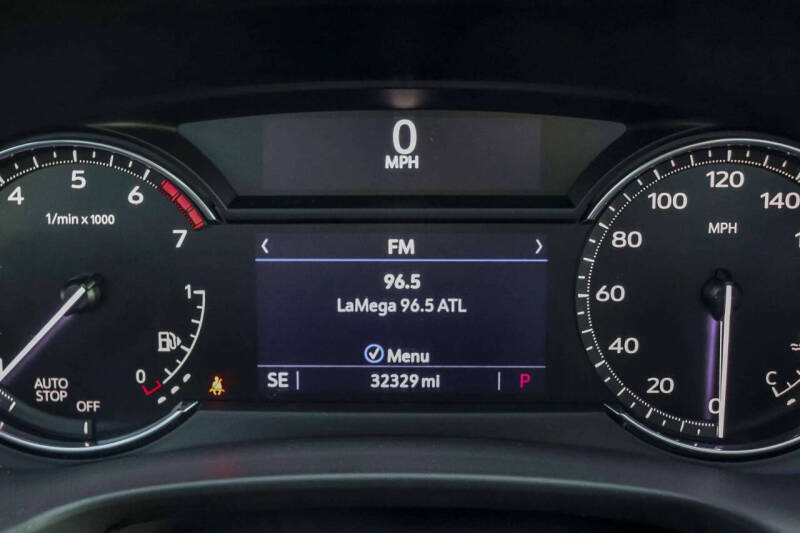 0
MPH
4 5 6 7
1/min x 1000
1
0
AUTO
STOP
OFF
< FM >
96.5
LaMega 96.5 ATL
Menu
SE | 32329 mi | P
0 20 40 60 80 100 120 140
MPH
C